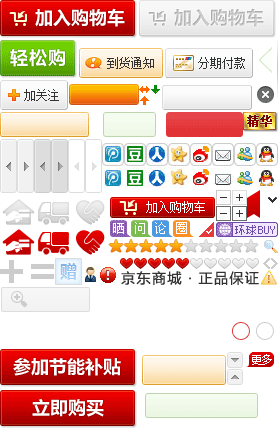 加入购物车
加入购物车
轻松购
到货通知
分期付款
加关注
精华
豆
人
豆
人
加入购物车
晒
问
论
圈
环球BUY
赠
京东商城·正品保证
参加节能补贴
更多
立即购买